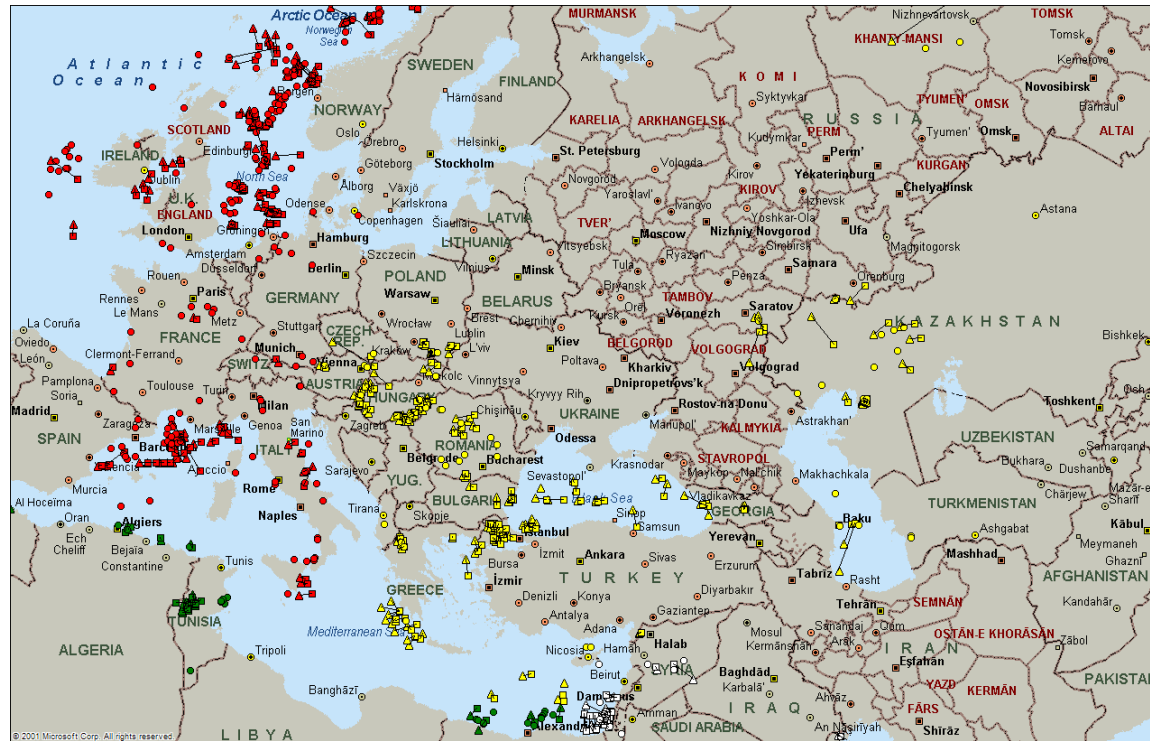 Arctic Ocean
MURMANSK
Nizhnevartovsk
TOMSK
Norwegian
Sea
KHANTY-MANSI
Tomsk
Arkhangelsk
Kemerovo
Atlantic
Ocean
SWEDEN
FINLAND
KOMI
Novosibirsk
Bergen
Härnösand
Syktyvkar
TYUMEN'
OMSK
Barnaul
NORWAY
RUSSIA
SCOTLAND
Oslo
Örebro
Helsinki
KARELIA
ARKHANGELSK
Kudymkar
PERM
Tyumen'
Omsk
ALTAI
IRELAND
Edinburgh
Göteborg
Stockholm
St. Petersburg
Vologda
Perm'
KURGAN
Dublin
North Sea
Ålborg
Växjö
Novgorod
Kirov
Yekaterinburg
Chelyabinsk
U.K.
Karlskrona
Yaroslavl'
KIROV
Izhevsk
ENGLAND
Odense
Copenhagen
LATVIA
TVER'
Ivanovo
Yoshkar-Ola
Astana
London
Groningen
Hamburg
Šiauliai
LITHUANIA
Vitsyebsk
Moscow
Nizhniy Novgorod
Ufa
Magnitogorsk
Amsterdam
Szczecin
Vilnius
Minsk
Ryazan
Simbirsk
Samara
Düsseldorf
Berlin
POLAND
Tula
Penza
Orenburg
Rouen
Paris
GERMANY
Warsaw
BELARUS
Bryansk
TAMBOV
Saratov
Rennes
Le Mans
Metz
Brest
Orel
Voronezh
KAZAKHSTAN
La Coruña
Stuttgart
CZECH
REP.
Wrocław
Lublin
Chernihiv
Kursk
BELGOROD
VOLGOGRAD
Bishkek
Oviedo
FRANCE
Munich
Kraków
L'viv
Kiev
Kharkiv
León
Clermont-Ferrand
SWITZ.
Vienna
Poltava
Volgograd
Pamplona
Toulouse
Turin
AUSTRIA
Vinnytsya
Dnipropetrovs'k
Osh
Soria
Milan
HUNGARY
Kryvyy Rih
Rostov-na-Donu
Toshkent
Madrid
Zaragoza
Marseille
Genoa
San
Marino
Zagreb
Chişinău
UKRAINE
Mariupol'
Astrakhan'
SPAIN
ITALY
ROMANIA
Odessa
KALMYKIA
UZBEKISTAN
Ajaccio
Sarajevo
Belgrade
Bucharest
Krasnodar
STAVROPOL
Samarqand
Murcia
Rome
YUG.
Sevastopol'
Maykop
Nal'chik
Makhachkala
Bukhara
Dushanbe
Al Hoceïma
BULGARIA
Vladikavkaz
Chärjew
Mazār-e
Sharīf
Oran
Algiers
Naples
Tirana
Skopje
Sinop
GEORGIA
TURKMENISTAN
Ech
Cheliff
Bejaïa
İstanbul
Samsun
Baku
Ashgabat
Kābul
Constantine
Tunis
Bursa
İzmit
Ankara
Sivas
Erzurum
Yerevan
Mashhad
Meymaneh
Ghaznī
GREECE
İzmir
TURKEY
Tabrīz
Rasht
AFGHANISTAN
TUNISIA
Denizli
Konya
Diyarbakır
Tehrān
SEMNĀN
Kandahār
Antalya
Adana
Gaziantep
Mosul
Sanandaj
Qom
OSTĀN-E KHORĀSĀN
ALGERIA
Mediterranean Sea
Halab
Kermānshāh
Arāk
IRAN
Zābol
Tripoli
Nicosia
Hamāh
Eşfahān
Banghāzī
Beirut
SYRIA
Baghdād
YAZD
KERMĀN
PAKISTAN
Karbalā'
Ahvāz
Amman
IRAQ
FĀRS
Shīrāz
LIBYA
SAUDI ARABIA
An Nāşirīyah
© 2001 Microsoft Corp. All rights reserved.